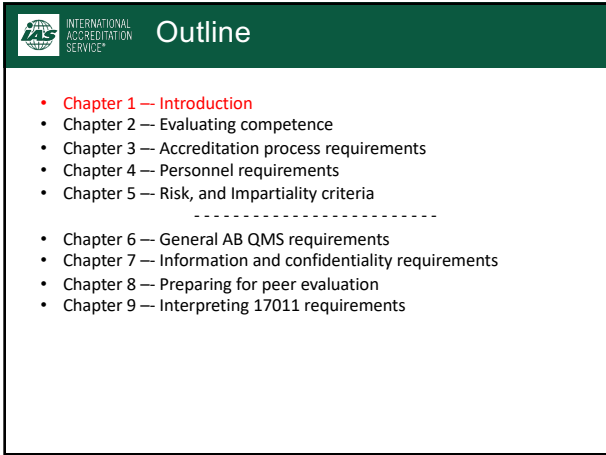 IAS
INTERNATIONAL
ACCREDITATION
SERVICE®
Outline
• Chapter 1 –- Introduction
• Chapter 2 –- Evaluating competence
• Chapter 3 –- Accreditation process requirements
• Chapter 4 –- Personnel requirements
• Chapter 5 –- Risk, and Impartiality criteria
- - - - - - - - - - - - - - - - - - - - - - - - -
• Chapter 6 –- General AB QMS requirements
• Chapter 7 –- Information and confidentiality requirements
• Chapter 8 –- Preparing for peer evaluation
• Chapter 9 –- Interpreting 17011 requirements